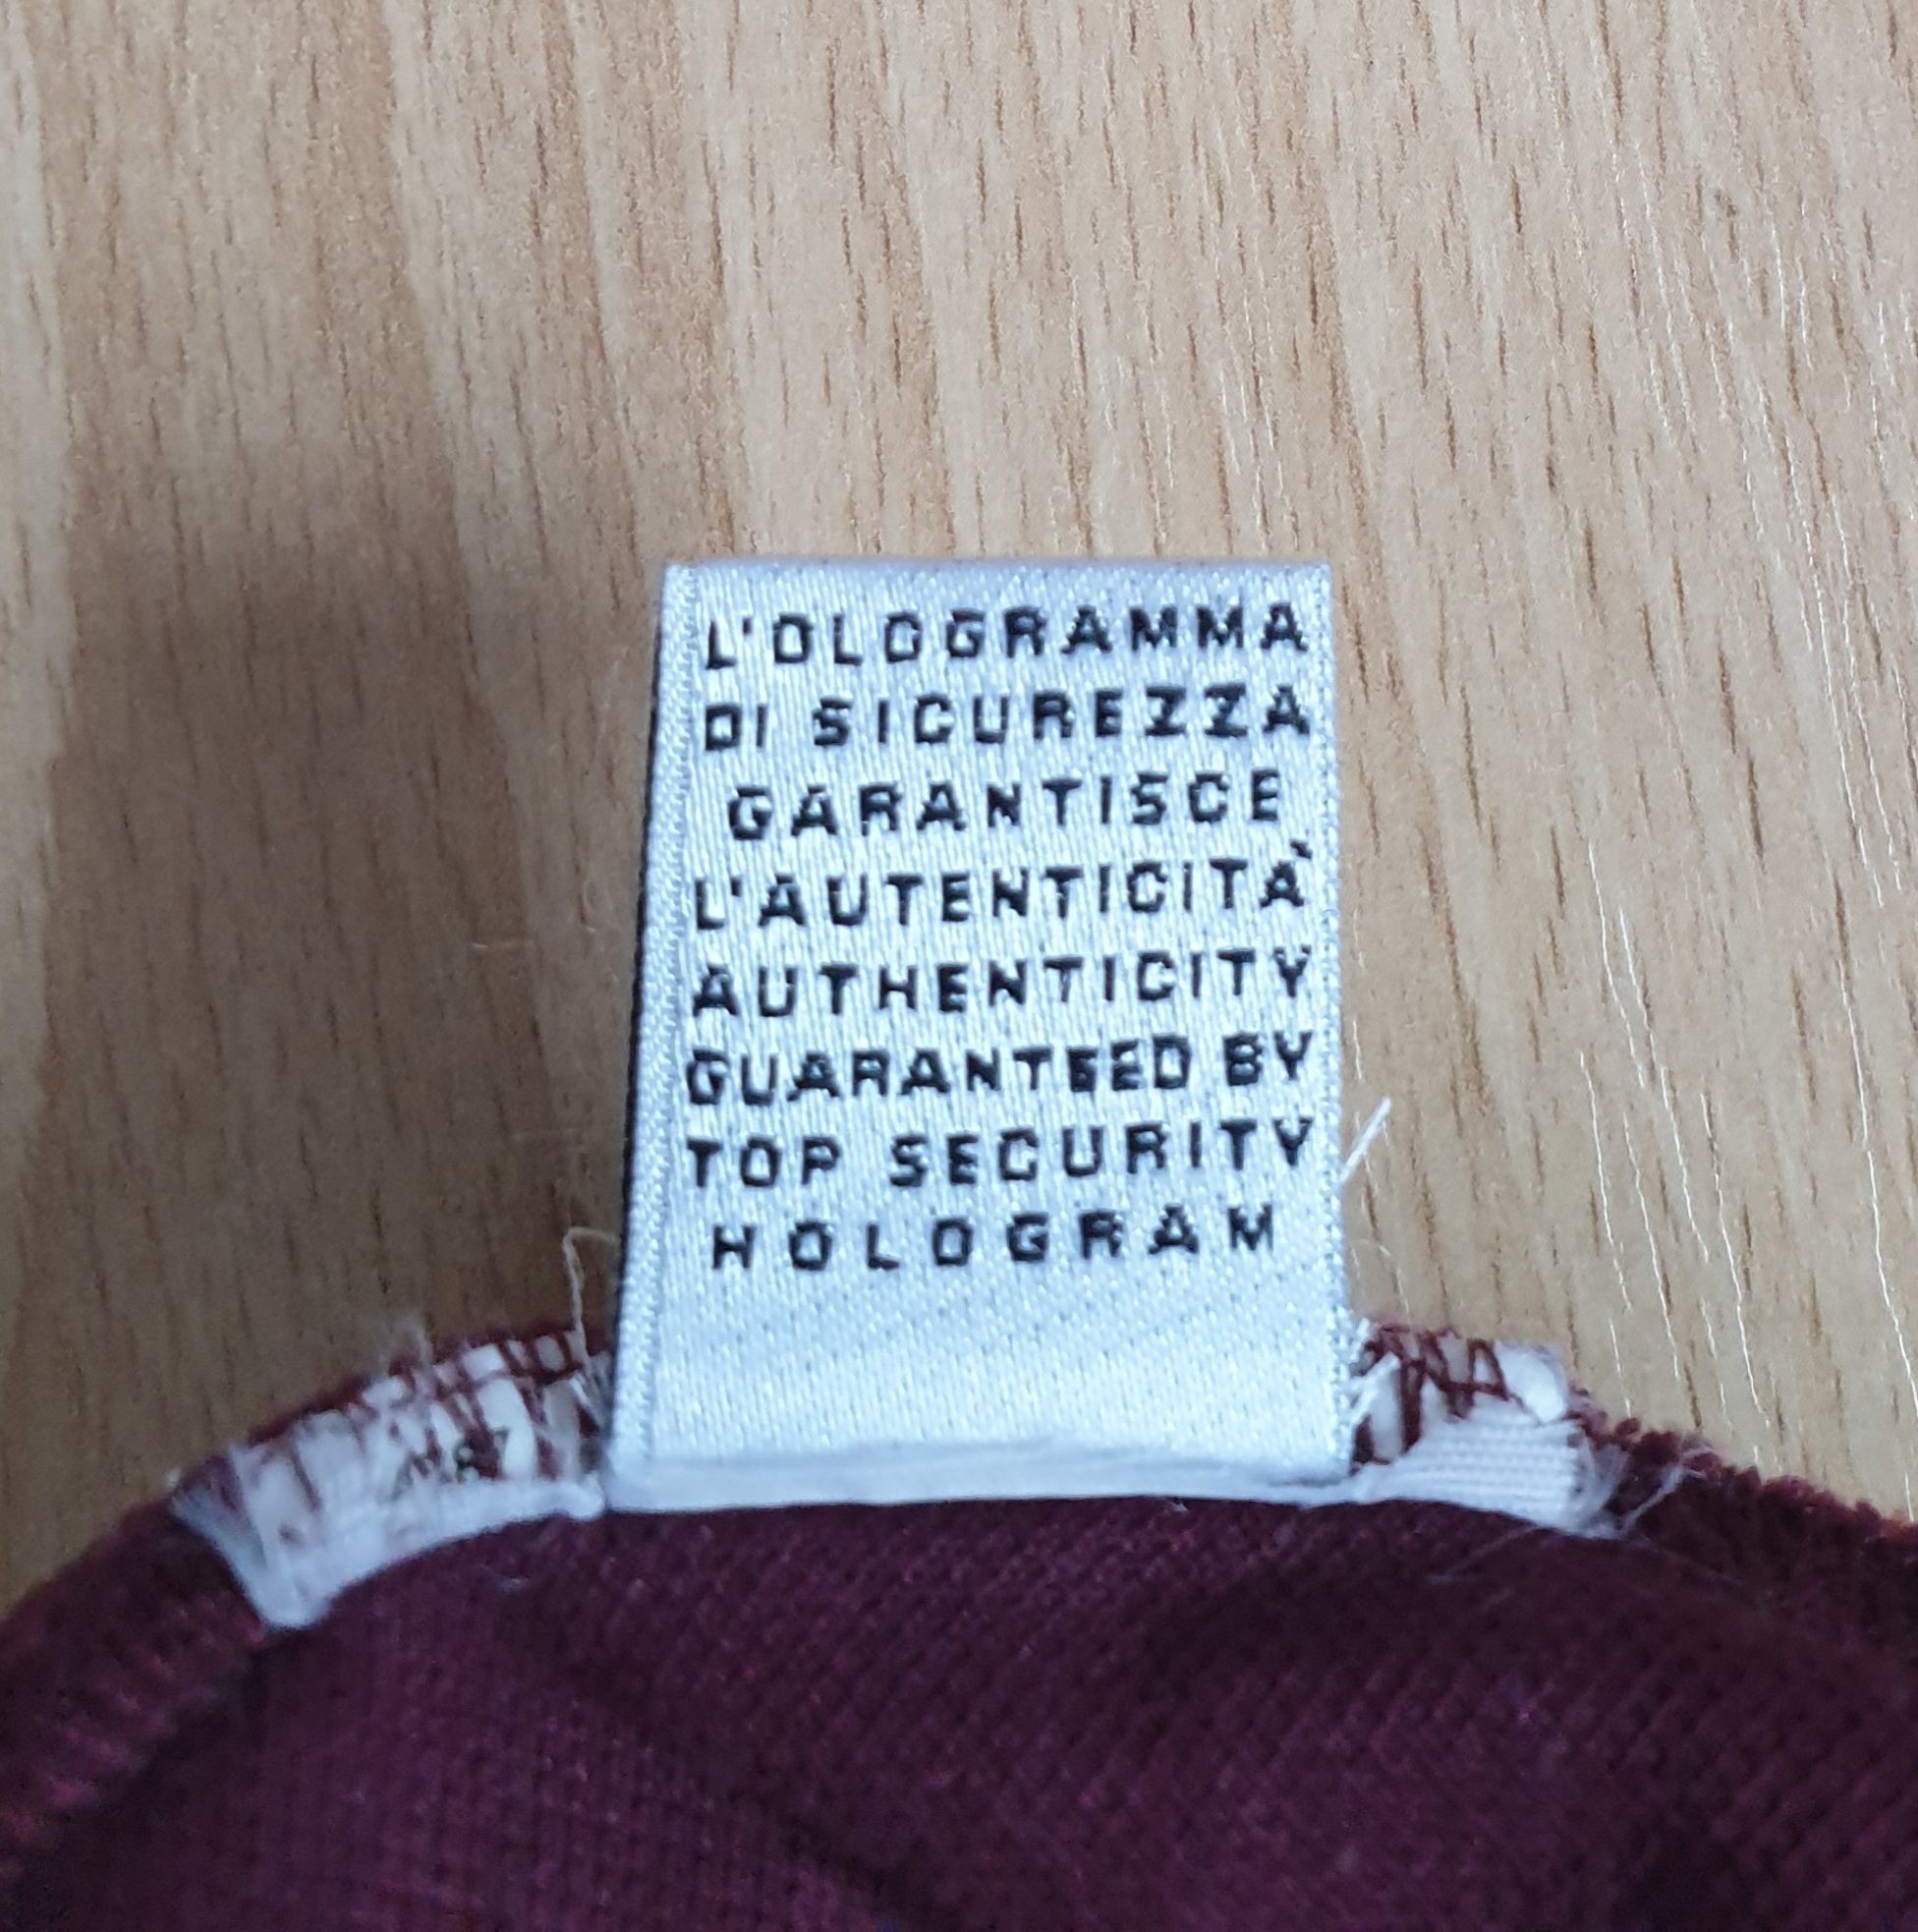 L'OLOGRAMMA
DI SICUREZZA
GARANTISCE
L'AUTENTICITÀ
AUTHENTICITY
GUARANTEED BY
TOP SECURITY
HOLOGRAM